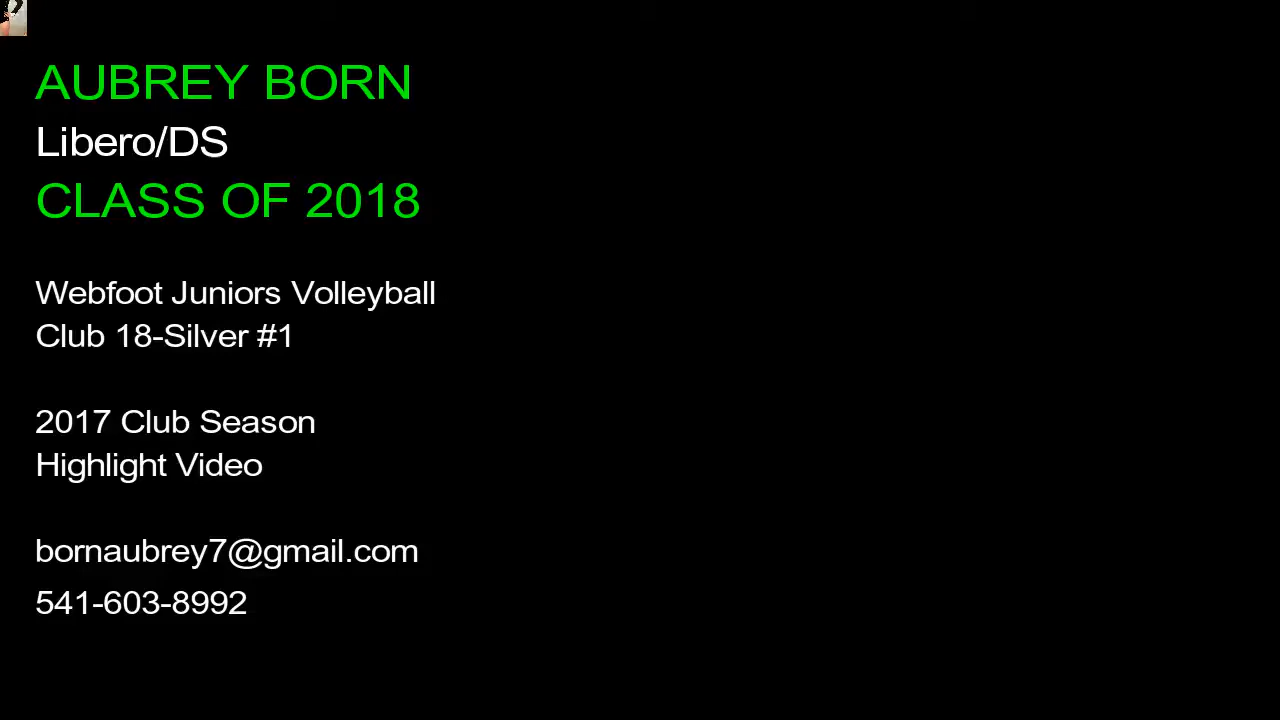 AUBREY BORN
Libero/DS
CLASS OF 2018
Webfoot Juniors Volleyball
Club 18-Silver #1
2017 Club Season
Highlight Video
bornaubrey7@gmail.com
541-603-8992